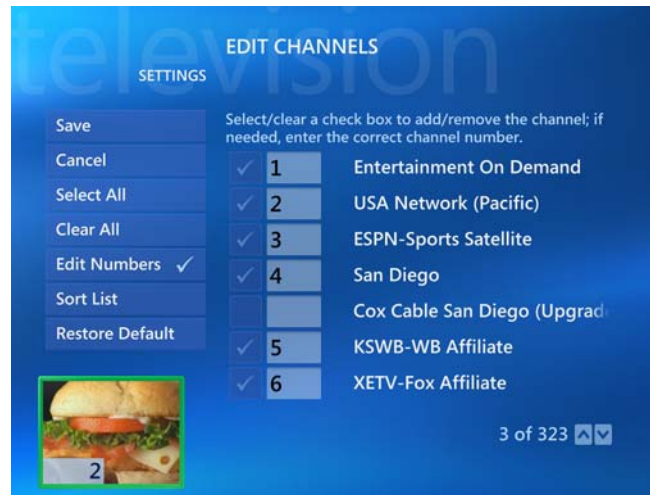 television
EDIT CHANNELS
SETTINGS
Save
Cancel
Select All
Clear All
Edit Numbers
Sort List
Restore Default
Select/clear a check box to add/remove the channel; if
needed, enter the correct channel number.
1 Entertainment On Demand
2 USA Network (Pacific)
3 ESPN-Sports Satellite
4 San Diego
Cox Cable San Diego (Upgrad
5 KSWB-WB Affiliate
6 XETV-Fox Affiliate
3 of 323
2